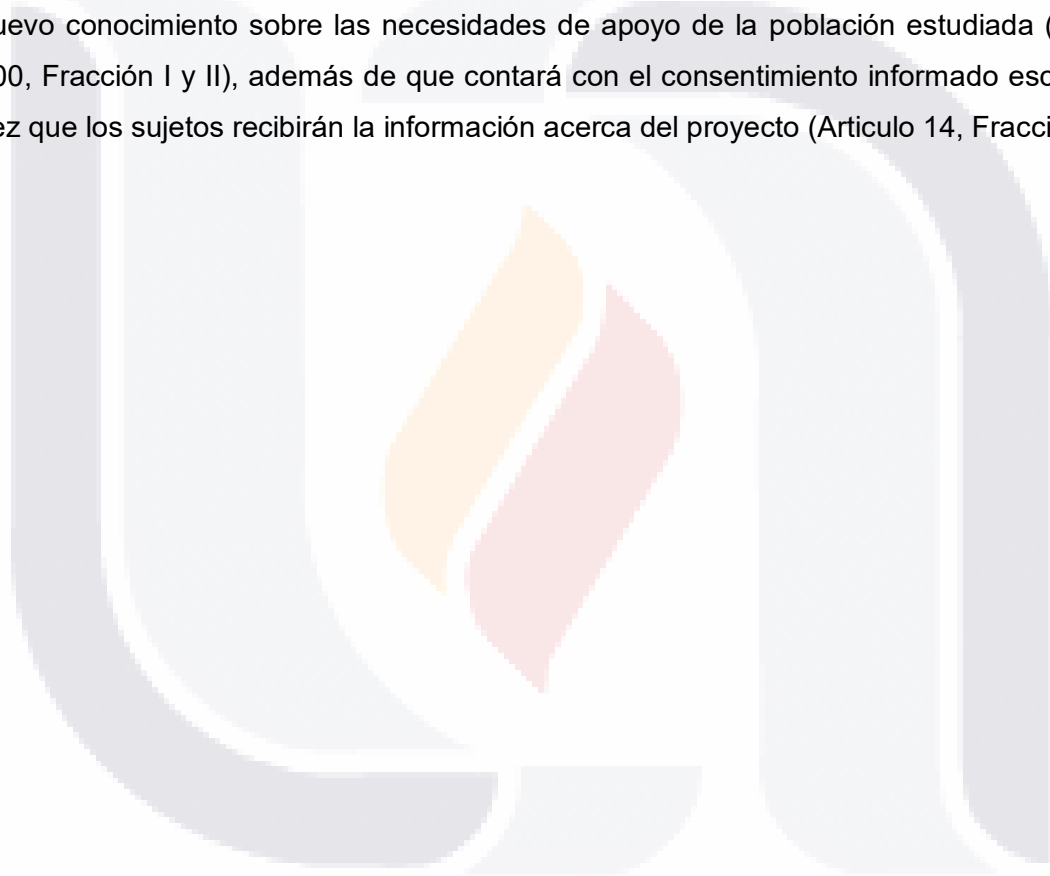 uevo conocimiento sobre las necesidades de apoyo de la población estudiada (
00, Fracción I y II), además de que contará con el consentimiento informado esc
ez que los sujetos recibirán la información acerca del proyecto (Articulo 14, Fracci